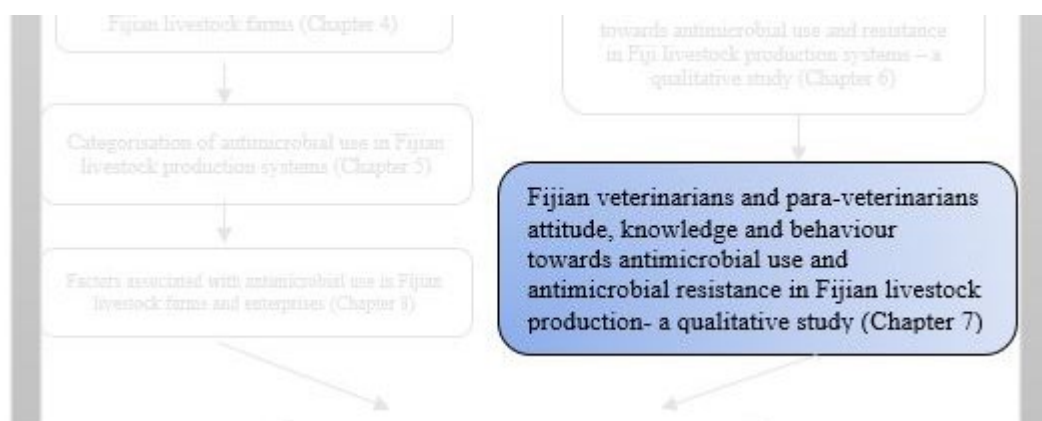 Fijian livestock farms (Chapter 4)
Categorisation of antimicrobial use in Fijian
livestock production systems (Chapter 5)
Factors associated with antimicrobial use in Fijian
livestock farms and enterprises (Chapter 8)
towards antimicrobial use and resistance
in Fiji livestock production systems – a
qualitative study (Chapter 6)
Fijian veterinarians and para-veterinarians
attitude, knowledge and behaviour
towards antimicrobial use and
antimicrobial resistance in Fijian livestock
production- a qualitative study (Chapter 7)